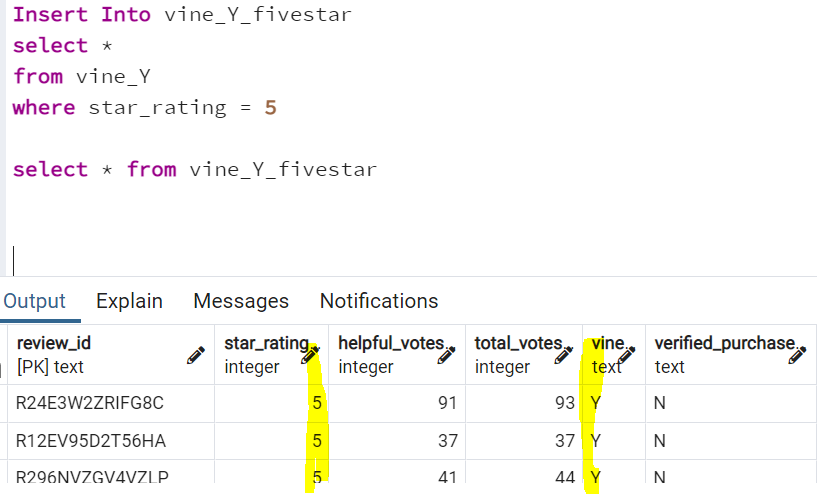 Insert Into vine_Y_fivestar
select *
from vine_Y
where star_rating = 5
select * from vine_Y_fivestar
Output Explain Messages Notifications
review_id star_rating helpful_votes total_votes vine verified_purchase
[PK] text integer integer integer text text
R24E3W2ZRIFG8C 5 91 93 Y N
R12EV95D2T56HA 5 37 37 Y N
R296NVZGV4VZLP 5 41 44 Y N